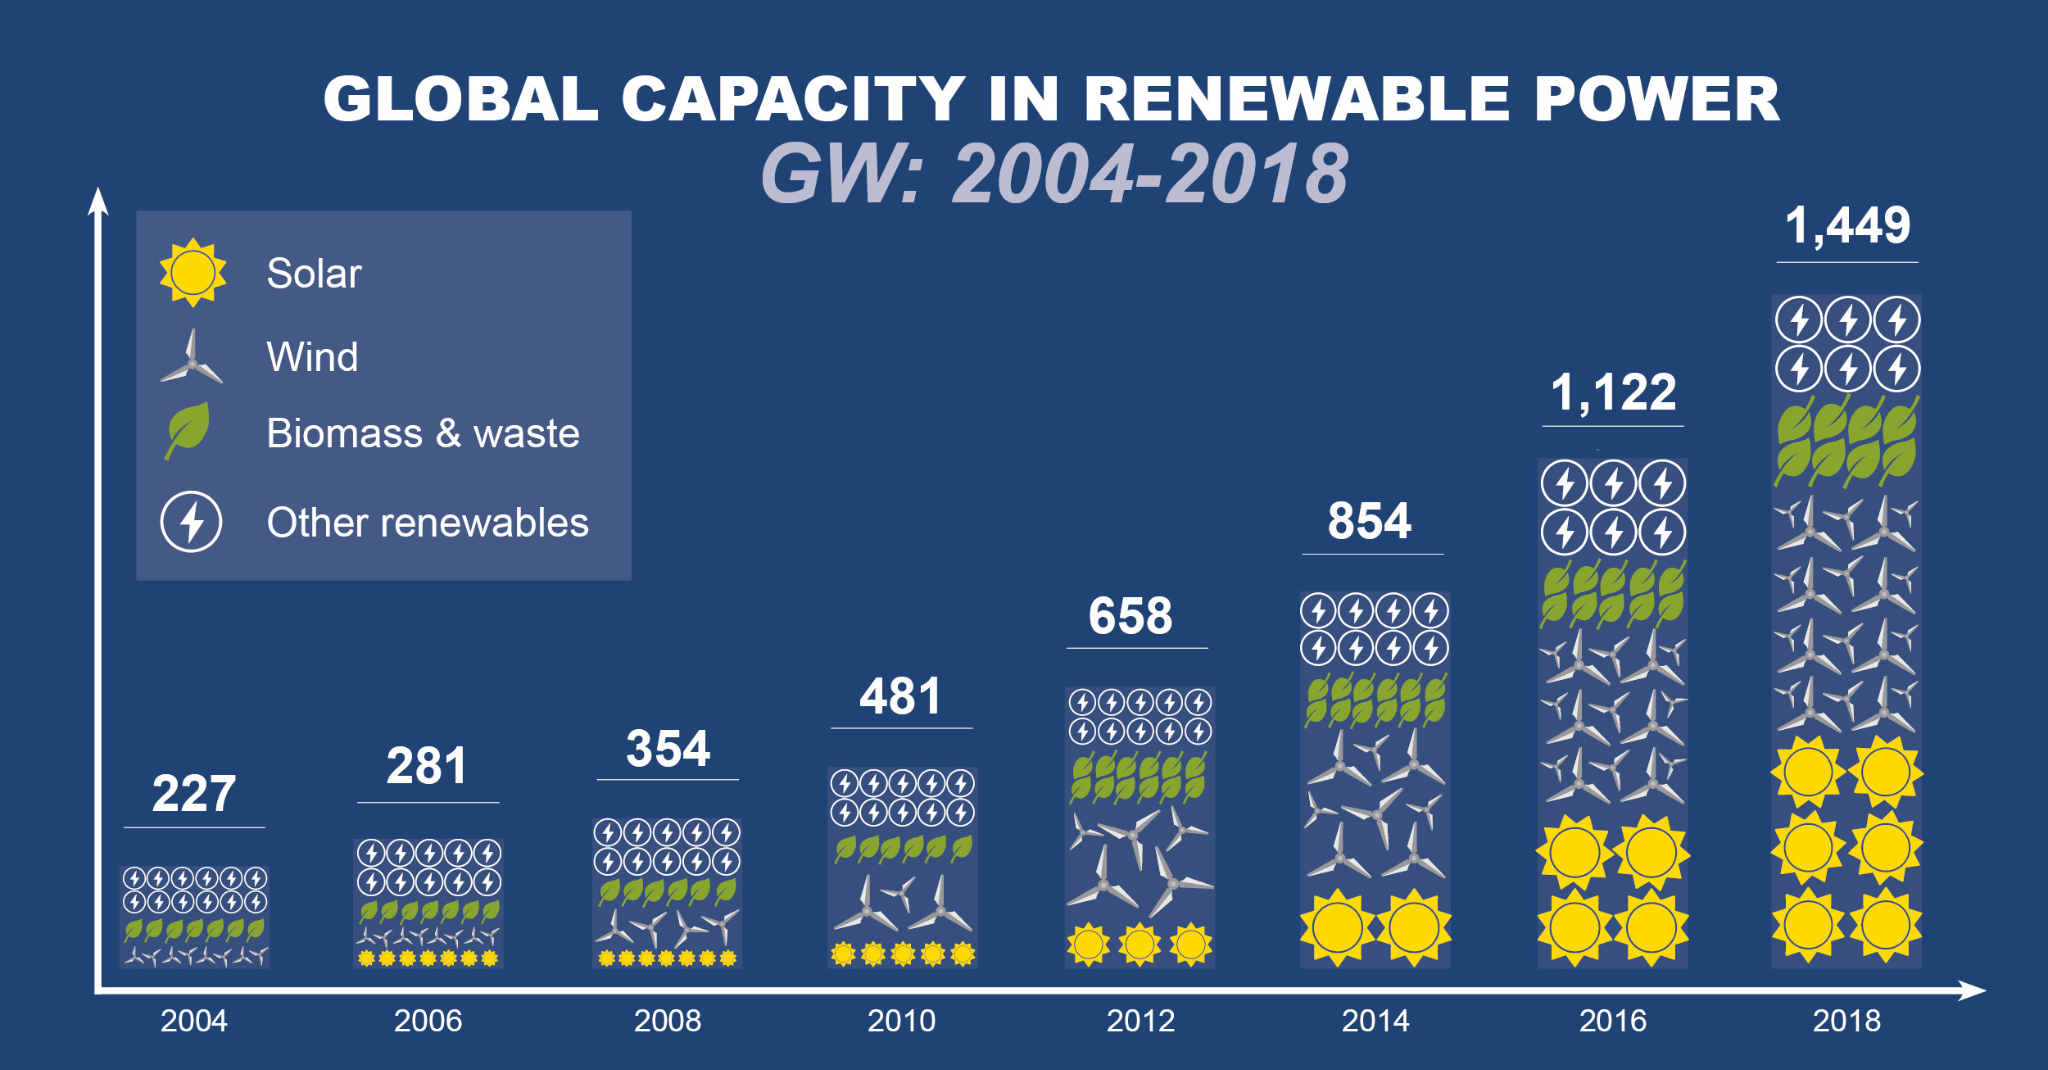 GLOBAL CAPACITY IN RENEWABLE POWER
GW: 2004-2018
Solar
Wind
Biomass & waste
Other renewables
227
281
354
481
658
854
1,122
1,449
2004
2006
2008
2010
2012
2014
2016
2018